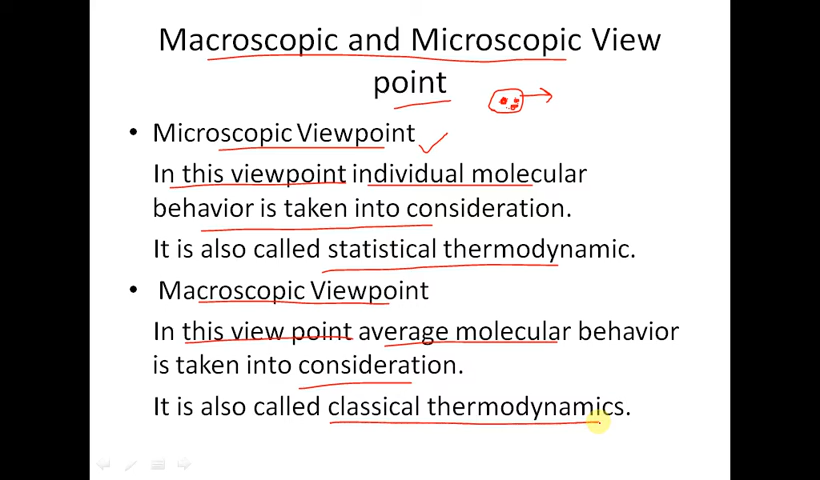 Macroscopic and Microscopic View
point
• Microscopic Viewpoint
In this viewpoint individual molecular
behavior is taken into consideration.
It is also called statistical thermodynamic.
• Macroscopic Viewpoint
In this view point average molecular behavior
is taken into consideration.
It is also called classical thermodynamics.